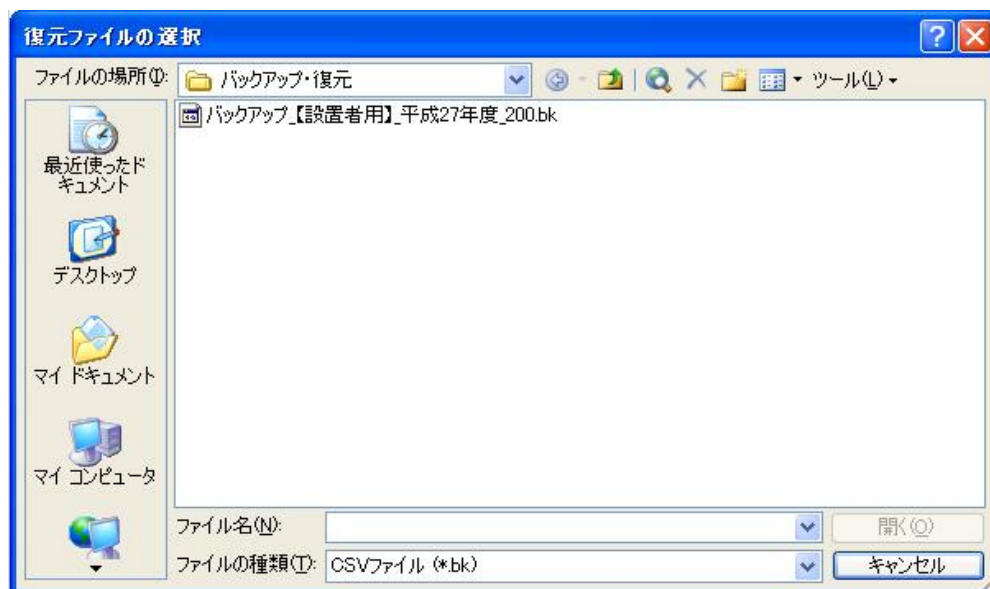 復元ファイルの選択
ファイルの場所(I):
バックアップ・復元
ツール(L)
バックアップ_【設置者用】_平成27年度_200.bk
最近使ったド
キュメント
デスクトップ
マイ ドキュメント
マイ コンピュータ
ファイル名(N):
開く(O)
ファイルの種類(T):
CSVファイル (*.bk)
キャンセル